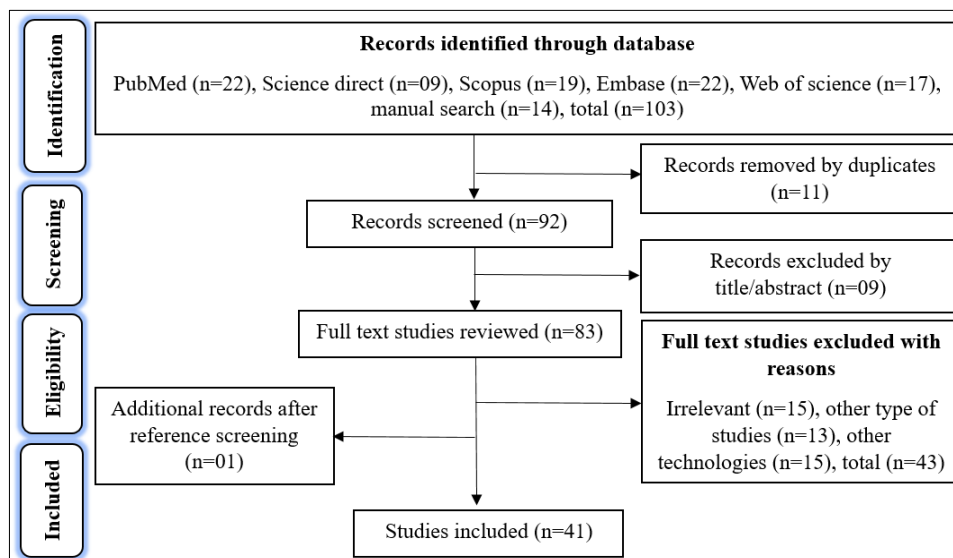 Identification
Records identified through database
PubMed (n=22), Science direct (n=09), Scopus (n=19), Embase (n=22), Web of science (n=17),
manual search (n=14), total (n=103)
Records removed by duplicates
(n=11)
Screening
Records screened (n=92)
Records excluded by
title/abstract (n=09)
Eligibility
Full text studies reviewed (n=83)
Full text studies excluded with
reasons
Irrelevant (n=15), other type of
studies (n=13), other
technologies (n=15), total (n=43)
Additional records after
reference screening
(n=01)
Included
Studies included (n=41)